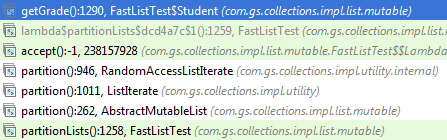 getGrade():1290, FastListTest$Student (com.gs.collections.impl.list.mutable)
lambda$partitionLists$dcd4a7c$1():1259, FastListTest (com.gs.collections.impl.list.mutable)
accept():-1, 238157928 (com.gs.collections.impl.list.mutable.FastListTest$$Lambda
partition():946, RandomAccessListIterate (com.gs.collections.impl.utility.internal)
partition():1011, ListIterate (com.gs.collections.impl.utility)
partition():262, AbstractMutableList (com.gs.collections.impl.list.mutable)
partitionLists():1258, FastListTest (com.gs.collections.impl.list.mutable)